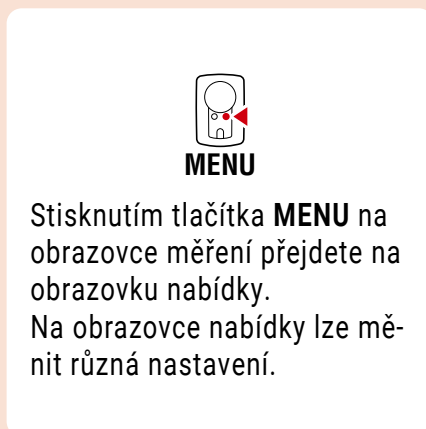 MENU
Stisknutím tlačítka MENU na
obrazovce měření přejdete na
obrazovku nabídky.
Na obrazovce nabídky lze mě-
nit různá nastavení.